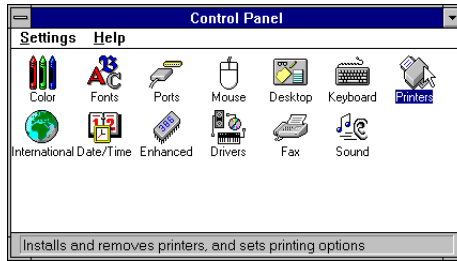 Control Panel
Settings Help
Color Fonts Ports Mouse Desktop Keyboard Printers
International Date/Time Enhanced Drivers Fax Sound
Installs and removes printers, and sets printing options